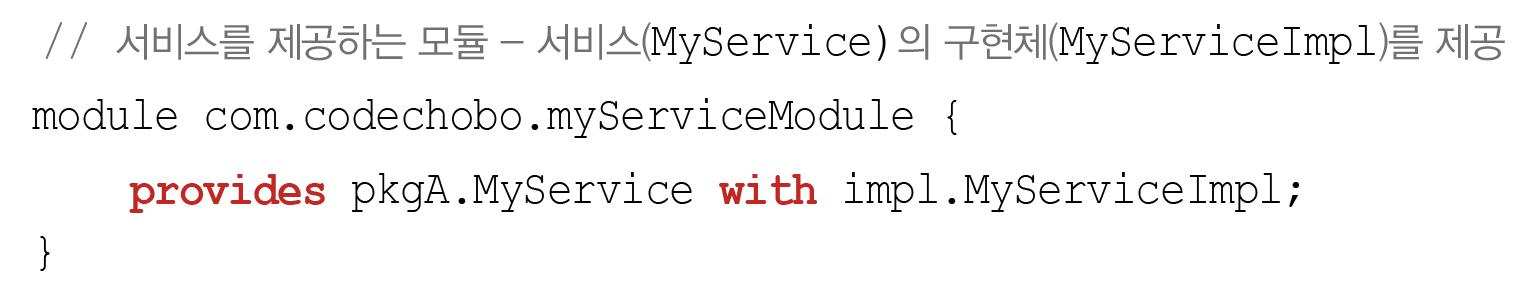 // 서비스를 제공하는 모듈 – 서비스(MyService)의 구현체(MyServiceImpl)를 제공
module com.codechobo.myServiceModule {
    provides pkgA.MyService with impl.MyServiceImpl;
}